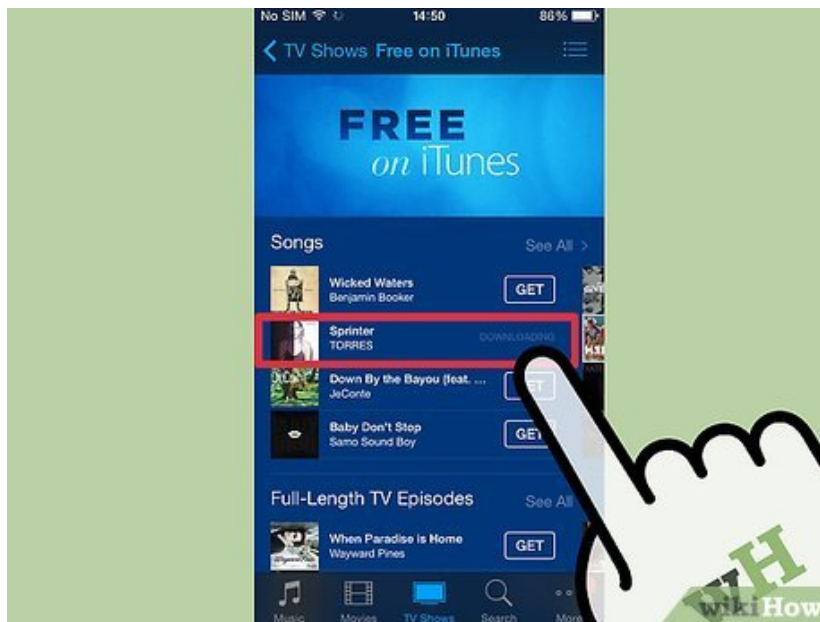 No SIM 14:50 86%
TV Shows Free on iTunes
FREE
on iTunes
Songs See All >
Wicked Waters
Benjamin Booker
GET
Sprinter
TORRES
DOWNLOADING
Down By the Bayou (feat. ...
JeConte
GET
Baby Don't Stop
Samo Sound Boy
GET
Full-Length TV Episodes See All
When Paradise is Home
Wayward Pines
GET
Music Movies TV Shows Search More
WH
wikiHow